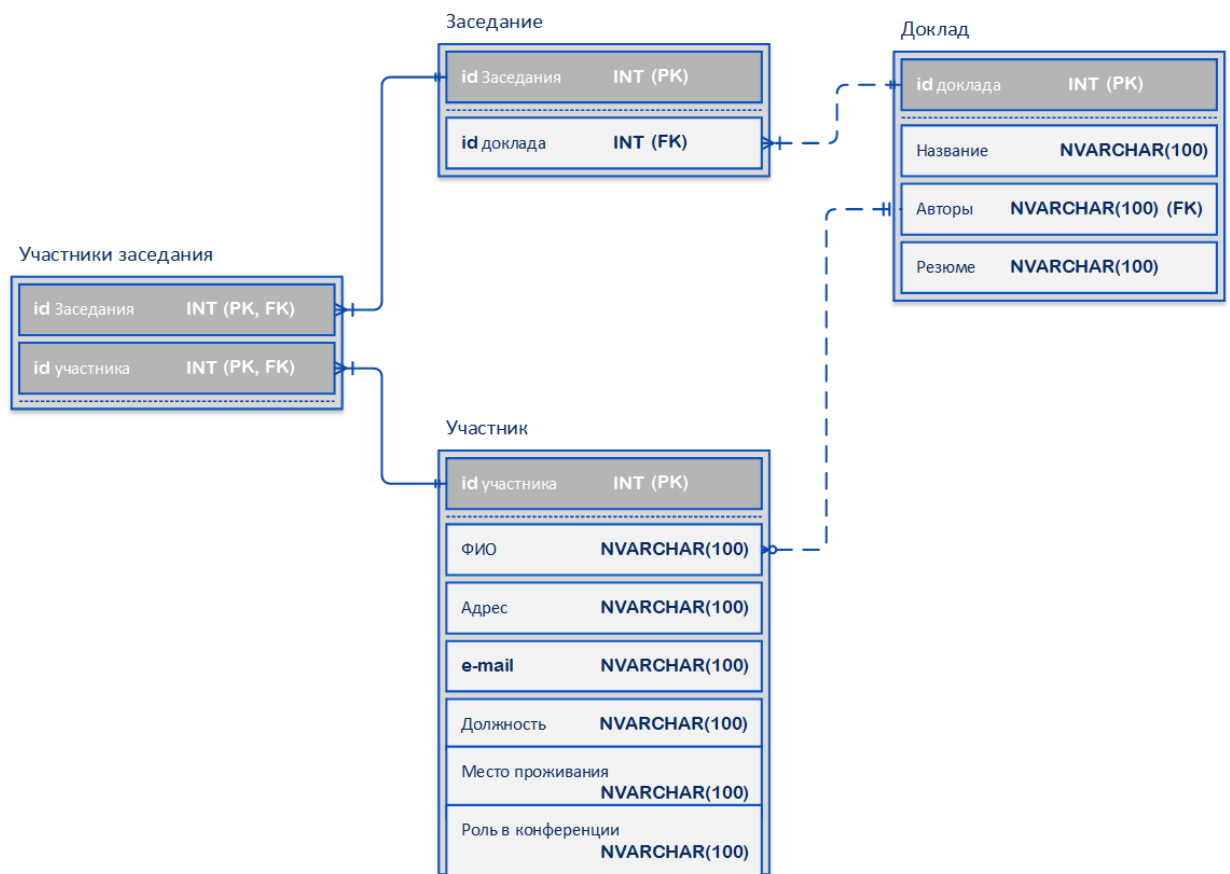 Заседание
id Заседания INT (PK)
id доклада INT (FK)
Доклад
id доклада INT (PK)
Название NVARCHAR(100)
Авторы NVARCHAR(100) (FK)
Резюме NVARCHAR(100)
Участники заседания
id Заседания INT (PK, FK)
id участника INT (PK, FK)
Участник
id участника INT (PK)
ФИО NVARCHAR(100)
Адрес NVARCHAR(100)
e-mail NVARCHAR(100)
Должность NVARCHAR(100)
Место проживания
NVARCHAR(100)
Роль в конференции
NVARCHAR(100)